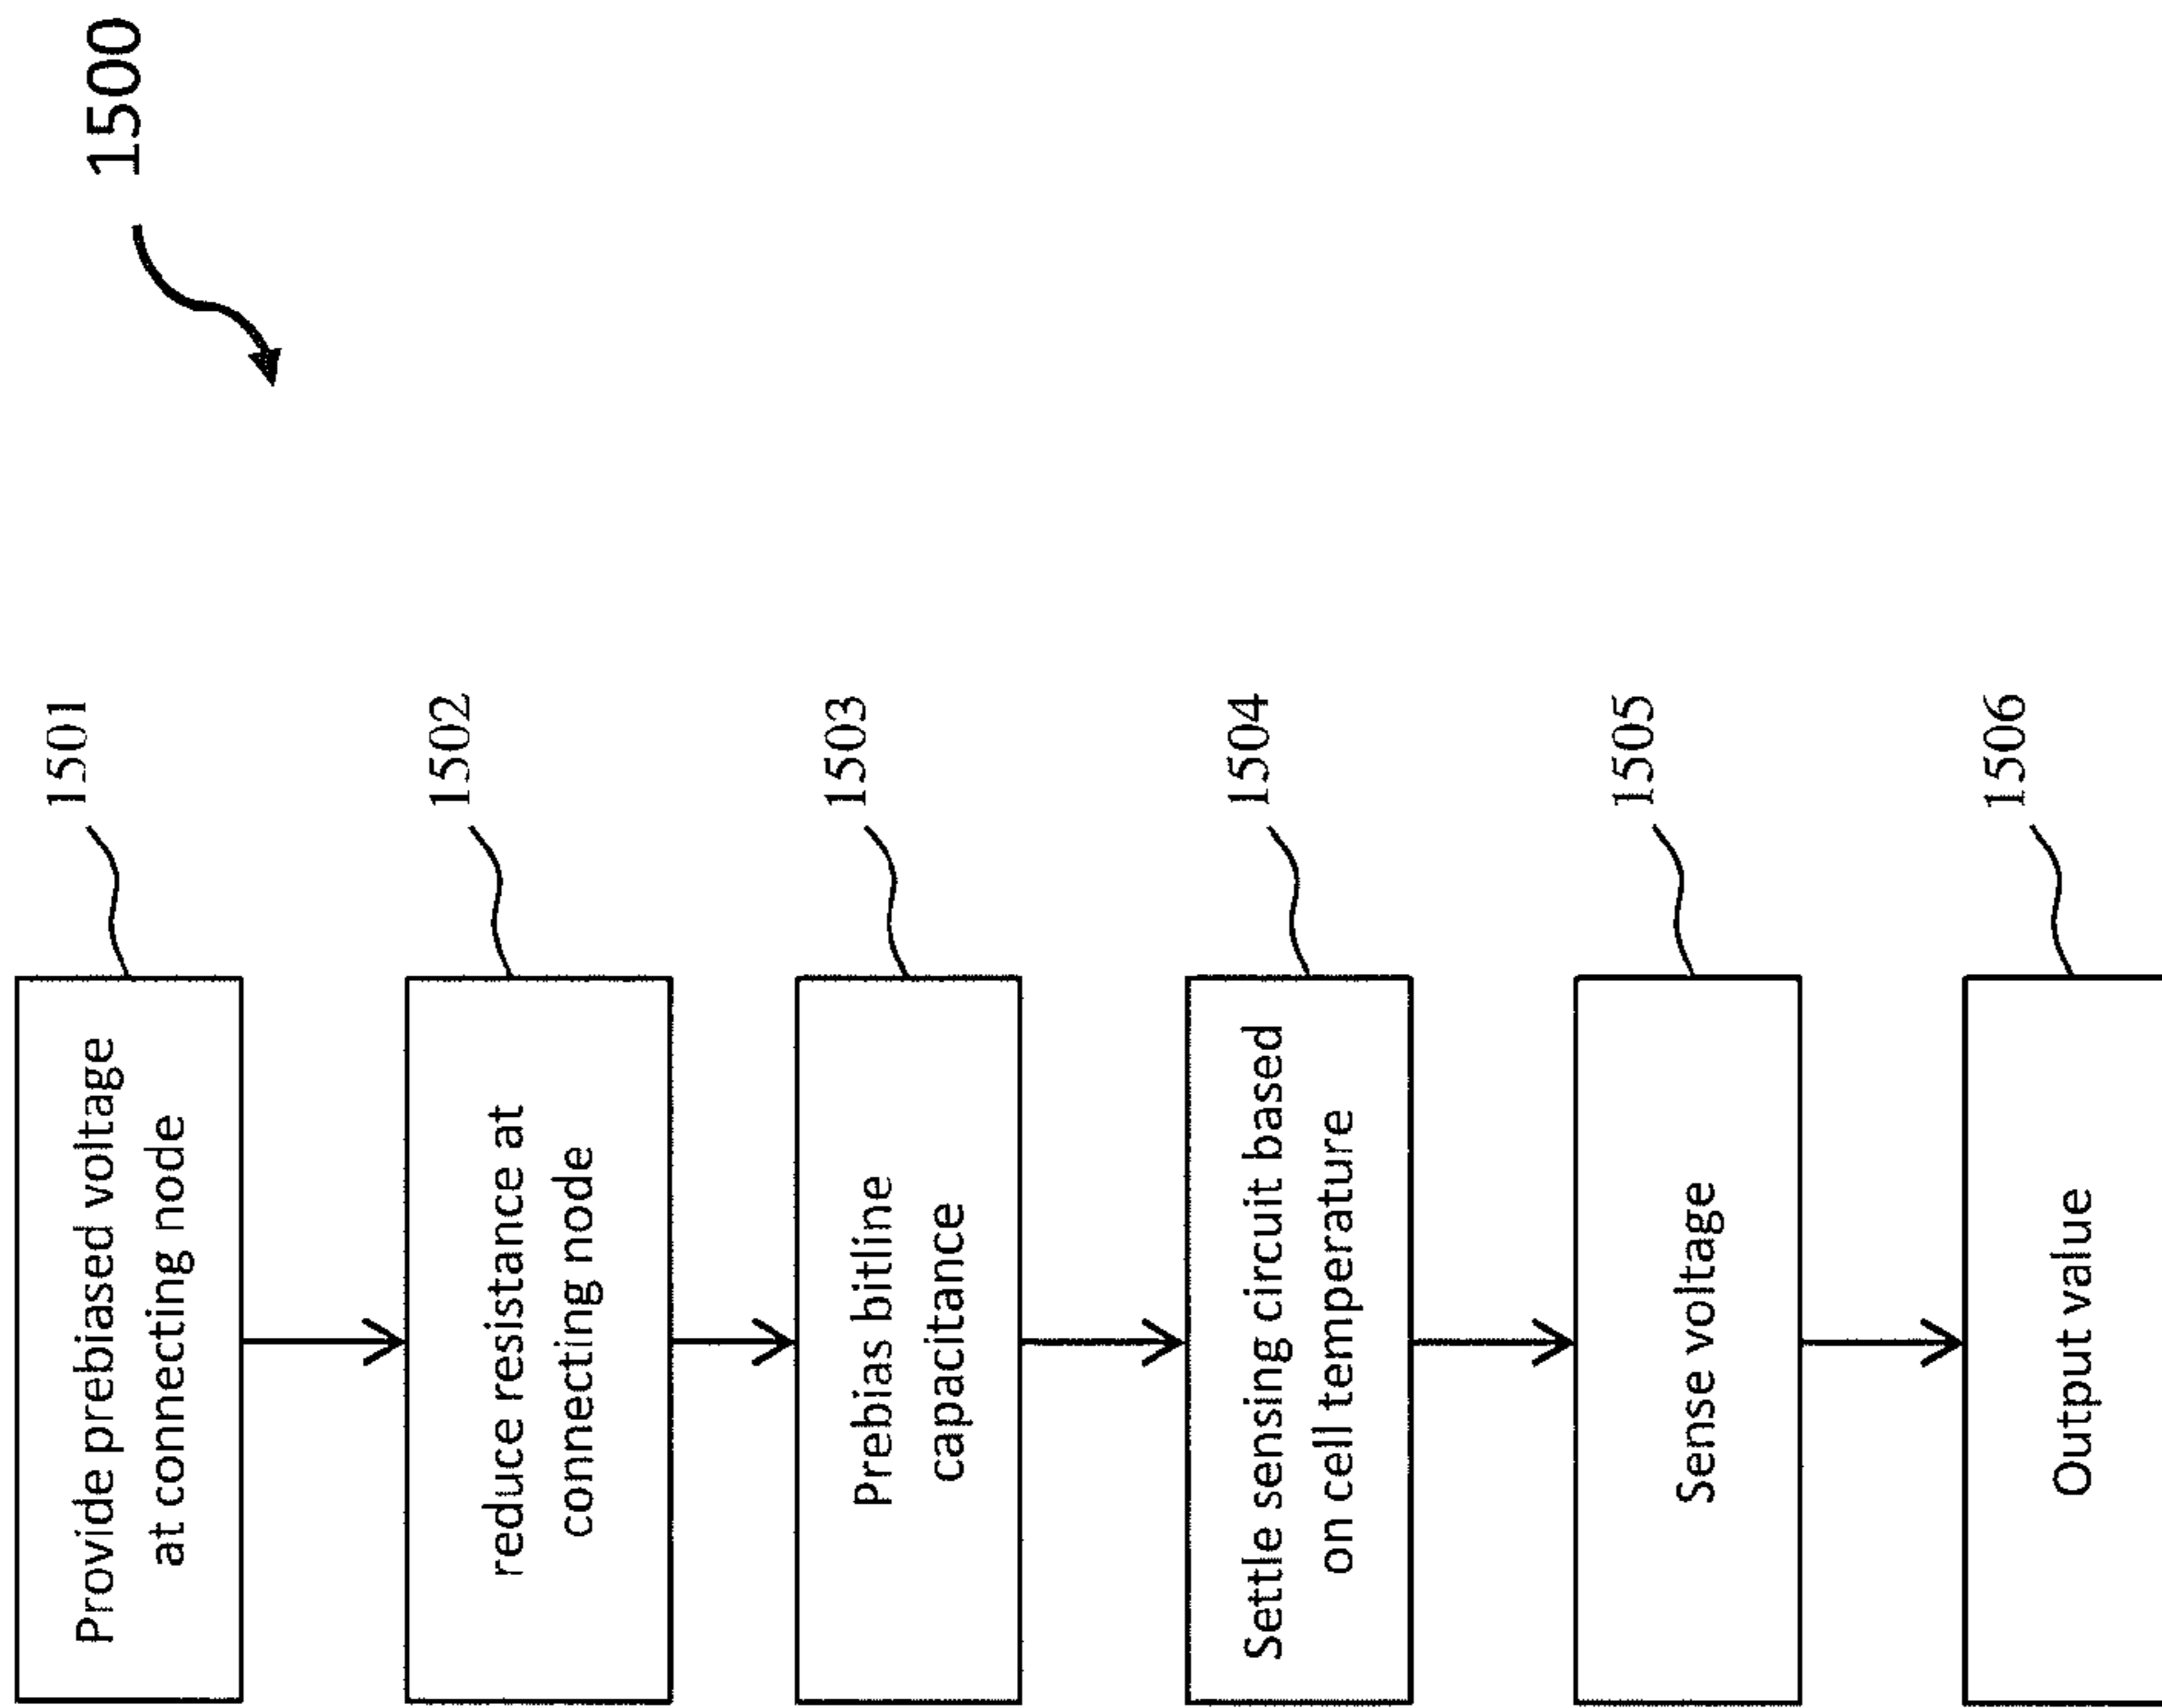 1500
1501
Provide prebiased voltage
at connecting node
1502
reduce resistance at
connecting node
1503
Prebias bitline
capacitance
1504
Settle sensing circuit based
on cell temperature
1505
Sense voltage
1506
Output value